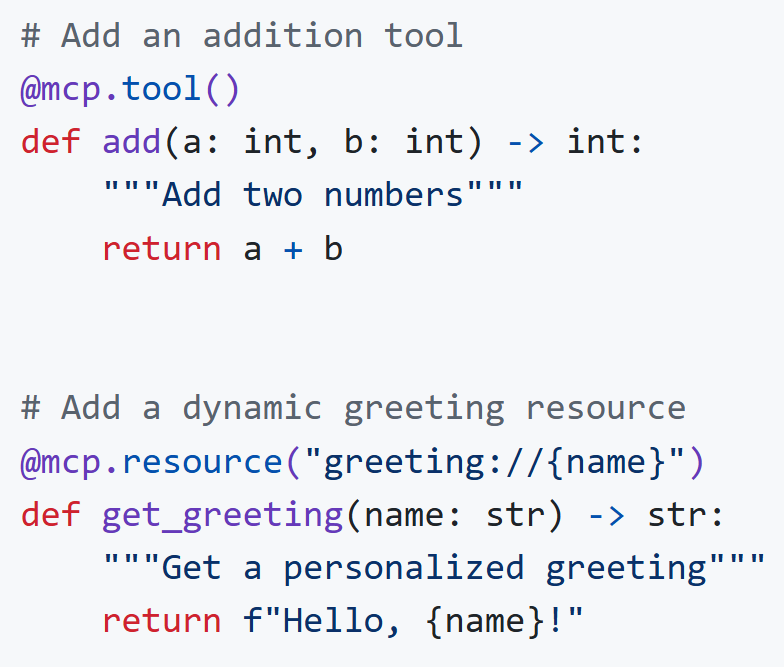 # Add an addition tool
@mcp.tool()
def add(a: int, b: int) -> int:
    """Add two numbers"""
    return a + b
# Add a dynamic greeting resource
@mcp.resource("greeting://{name}")
def get_greeting(name: str) -> str:
    """Get a personalized greeting"""
    return f"Hello, {name}!"